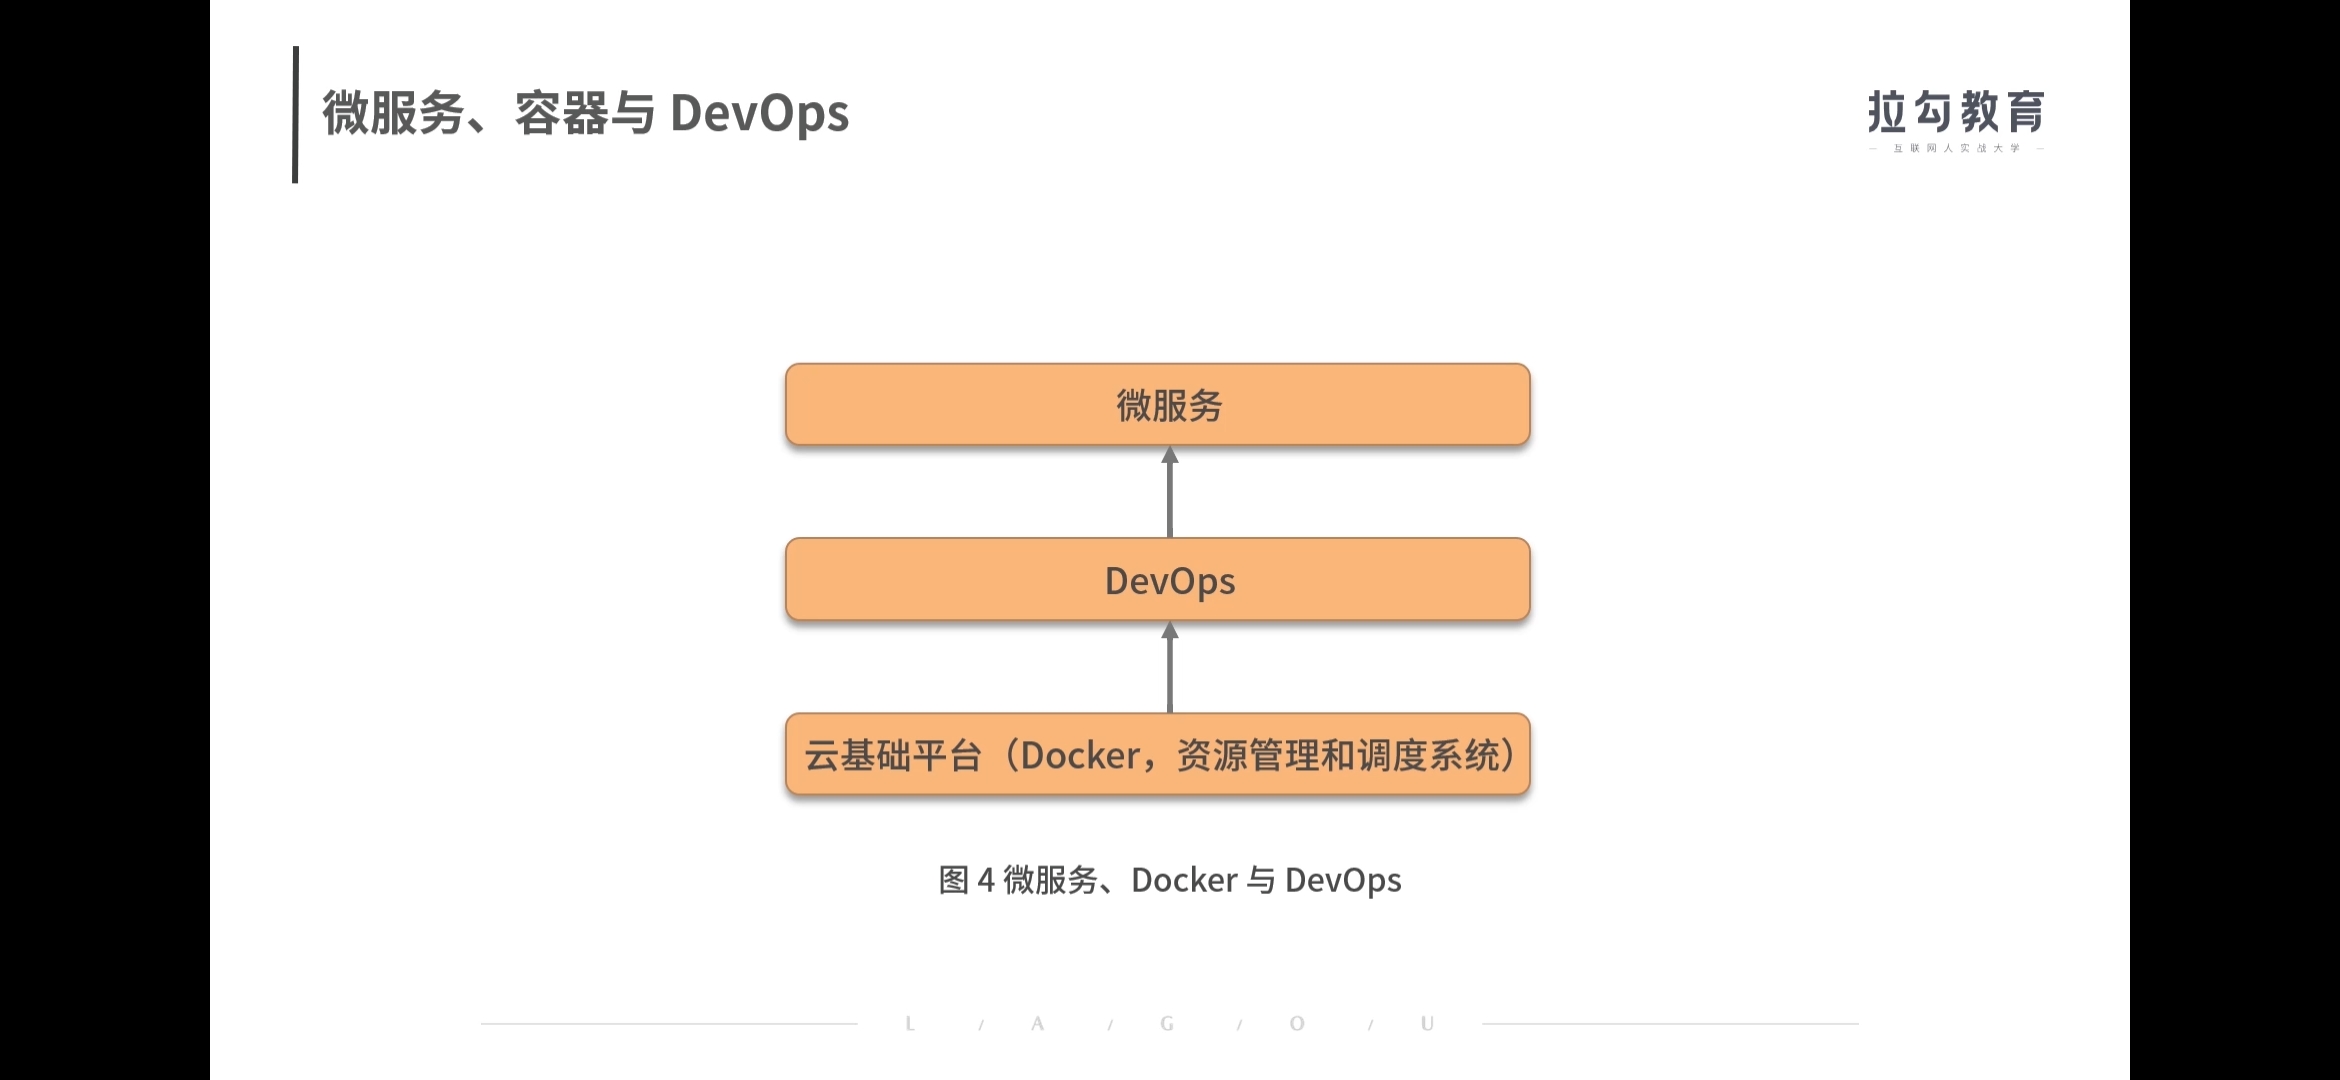 微服务、容器与 DevOps
拉勾教育
— 互联网人实战大学 —
微服务
DevOps
云基础平台（Docker，资源管理和调度系统）
图 4 微服务、Docker 与 DevOps
L / A / G / O / U